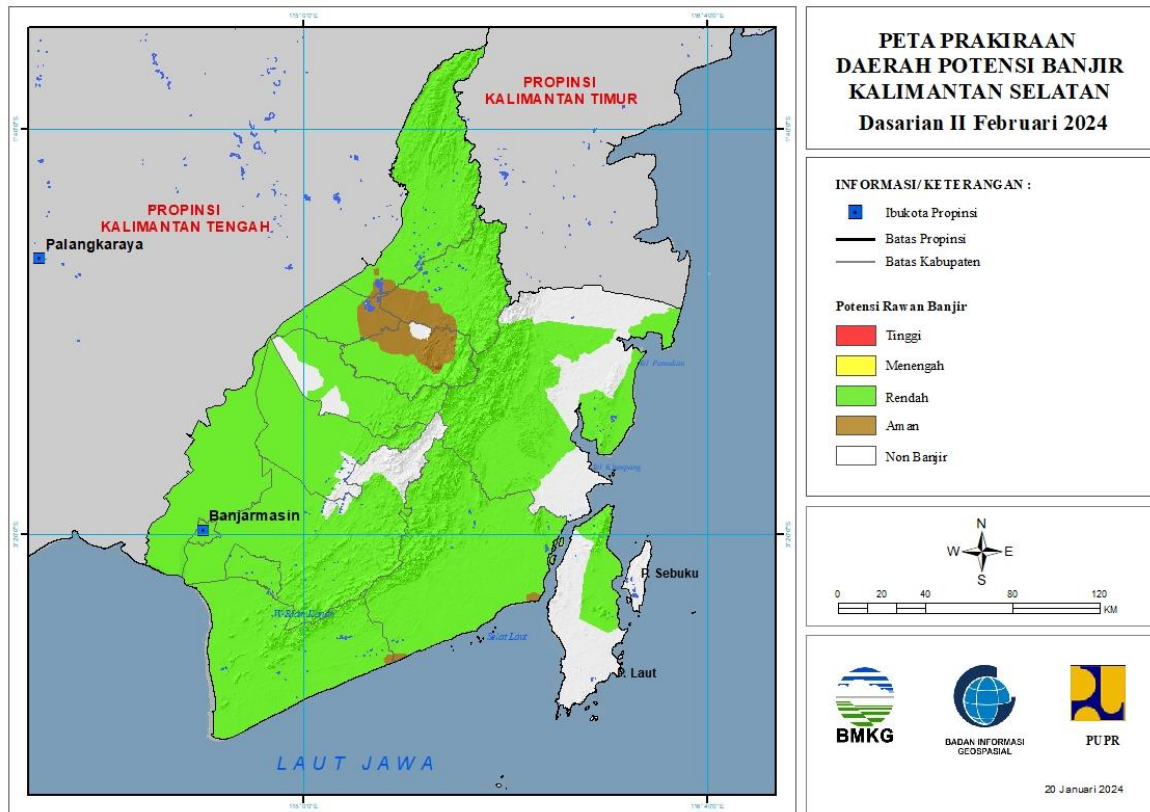 PETA PRAKIRAAN
DAERAH POTENSI BANJIR
KALIMANTAN SELATAN
Dasarian II Februari 2024
INFORMASI/ KETERANGAN :
Ibukota Propinsi
Batas Propinsi
Batas Kabupaten
Potensi Rawan Banjir
Tinggi
Menengah
Rendah
Aman
Non Banjir
N
W E
S
0 20 40 80 120
KM
BMKG
BADAN INFORMASI
GEOSPASIAL
PUPR
20 Januari 2024
PROPINSI
KALIMANTAN TIMUR
PROPINSI
KALIMANTAN TENGAH
Palangkaraya
Banjarmasin
P. Sebuku
Selat Laut
P. Laut
LAUT JAWA